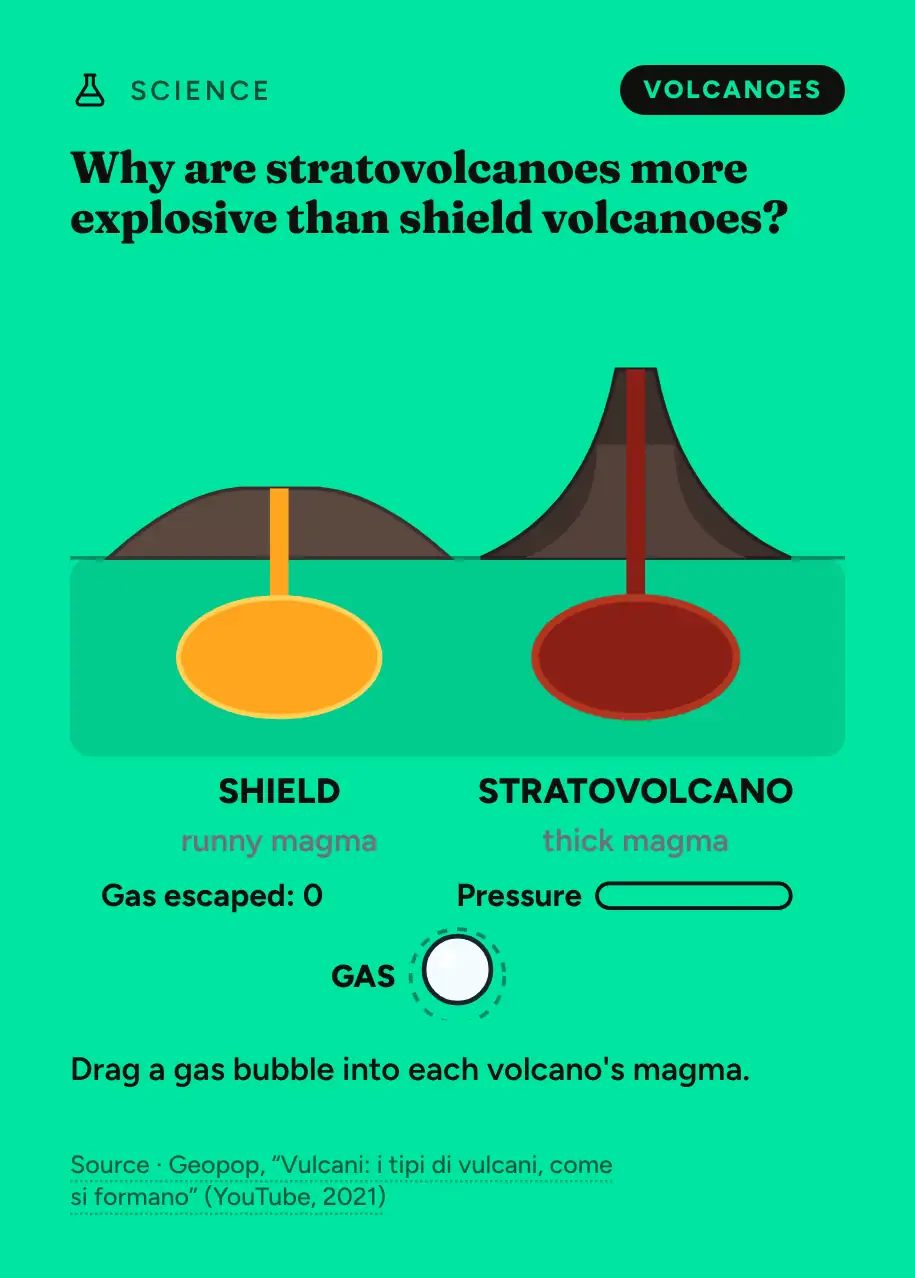 SCIENCE
VOLCANOES
Why are stratovolcanoes more
explosive than shield volcanoes?
SHIELD
STRATOVOLCANO
runny magma
thick magma
Gas escaped: 0
Pressure
GAS
Drag a gas bubble into each volcano's magma.
Source · Geopop, “Vulcani: i tipi di vulcani, come
si formano” (YouTube, 2021)